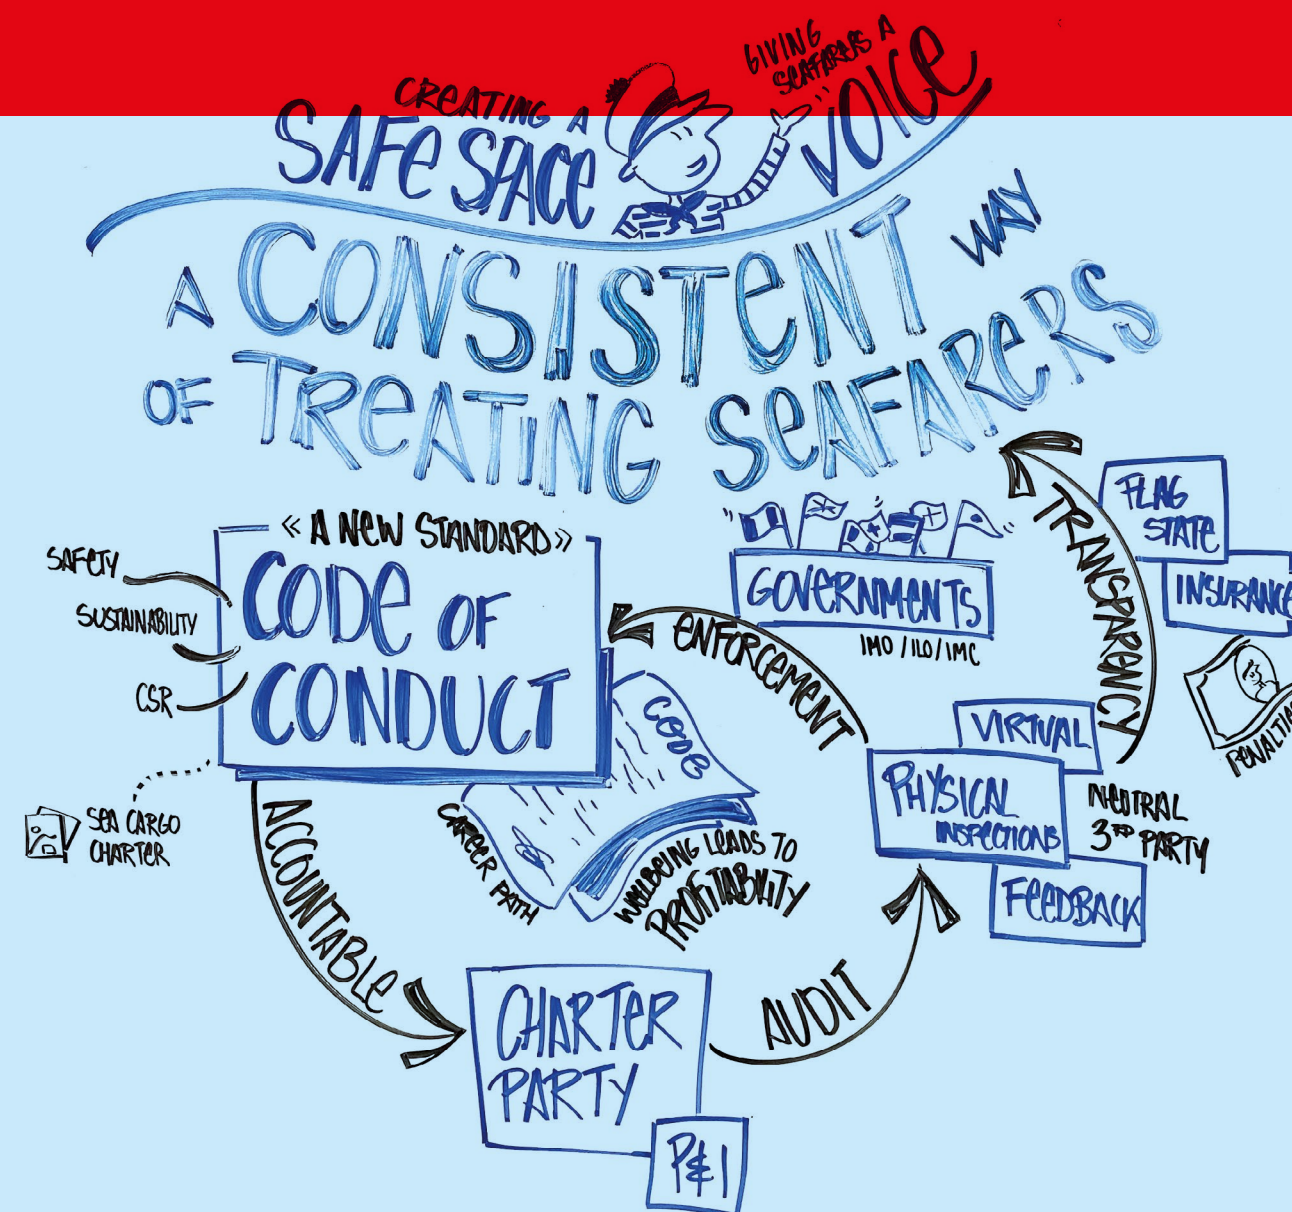 CREATING A
SAFE SPACE
GIVING
SEAFARERS A
VOICE
A CONSISTENT WAY
OF TREATING SEAFARERS
« A NEW STANDARD »
CODE OF
CONDUCT
SAFETY
SUSTAINABILITY
CSR
SEA CARGO
CHARTER
ACCOUNTABLE
CODE
CAREER PATH
WELLBEING LEADS TO
PROFITABILITY
CHARTER
PARTY
P&I
AUDIT
PHYSICAL
INSPECTIONS
VIRTUAL
FEEDBACK
NEUTRAL
3RD PARTY
ENFORCEMENT
GOVERNMENTS
IMO / ILO / IMC
TRANSPARENCY
FLAG
STATE
INSURANCE